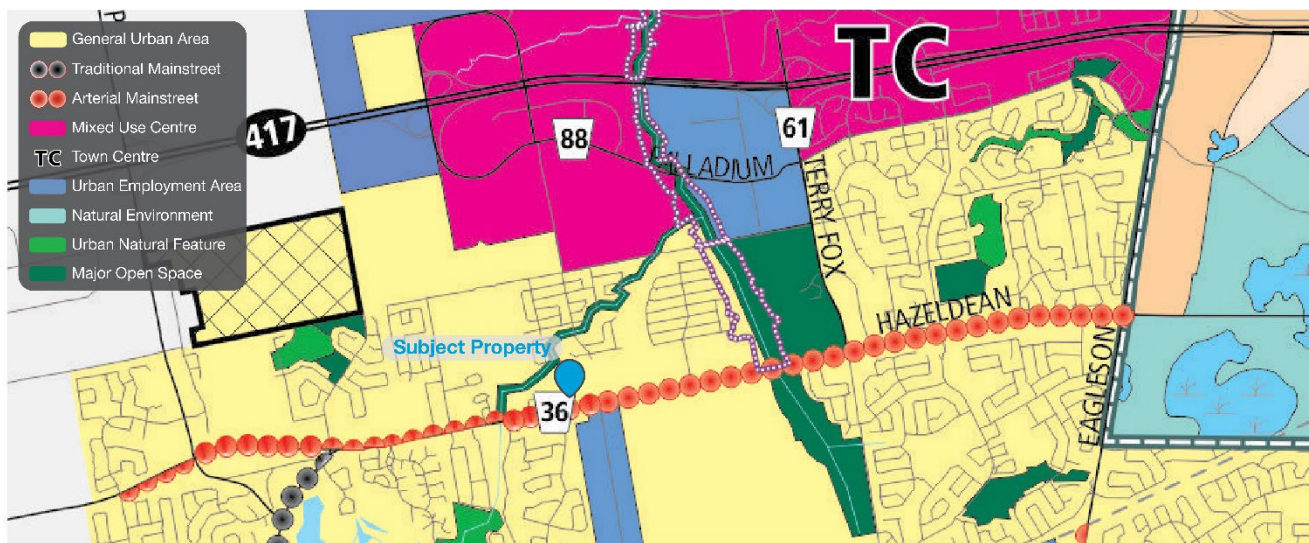 General Urban Area
Traditional Mainstreet
Arterial Mainstreet
Mixed Use Centre
TC Town Centre
Urban Employment Area
Natural Environment
Urban Natural Feature
Major Open Space
P
TC
417
88
61
LLADIUM
TERRY FOX
HAZELDEAN
Subject Property
36
EAGLESON